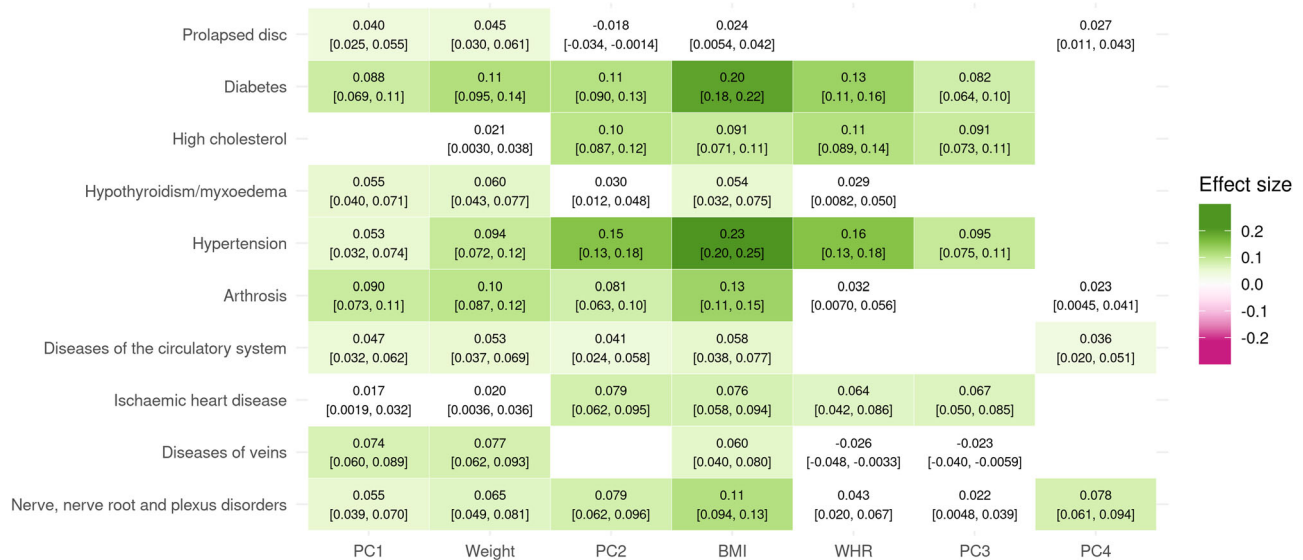 Prolapsed disc
0.040 0.045 -0.018 0.024 0.027
[0.025, 0.055] [0.030, 0.061] [-0.034, -0.0014] [0.0054, 0.042] [0.011, 0.043]
Diabetes
0.088 0.11 0.11 0.20 0.13 0.082
[0.069, 0.11] [0.095, 0.14] [0.090, 0.13] [0.18, 0.22] [0.11, 0.16] [0.064, 0.10]
High cholesterol
0.021 0.10 0.091 0.11 0.091
[0.0030, 0.038] [0.087, 0.12] [0.071, 0.11] [0.089, 0.14] [0.073, 0.11]
Hypothyroidism/myxoedema
0.055 0.060 0.030 0.054 0.029
[0.040, 0.071] [0.043, 0.077] [0.012, 0.048] [0.032, 0.075] [0.0082, 0.050]
Hypertension
0.053 0.094 0.15 0.23 0.16 0.095
[0.032, 0.074] [0.072, 0.12] [0.13, 0.18] [0.20, 0.25] [0.13, 0.18] [0.075, 0.11]
Arthrosis
0.090 0.10 0.081 0.13 0.032 0.023
[0.073, 0.11] [0.087, 0.12] [0.063, 0.10] [0.11, 0.15] [0.0070, 0.056] [0.0045, 0.041]
Diseases of the circulatory system
0.047 0.053 0.041 0.058 0.036
[0.032, 0.062] [0.037, 0.069] [0.024, 0.058] [0.038, 0.077] [0.020, 0.051]
Ischaemic heart disease
0.017 0.020 0.079 0.076 0.064 0.067
[0.0019, 0.032] [0.0036, 0.036] [0.062, 0.095] [0.058, 0.094] [0.042, 0.086] [0.050, 0.085]
Diseases of veins
0.074 0.077 0.060 -0.026 -0.023
[0.060, 0.089] [0.062, 0.093] [0.040, 0.080] [-0.048, -0.0033] [-0.040, -0.0059]
Nerve, nerve root and plexus disorders
0.055 0.065 0.079 0.11 0.043 0.022 0.078
[0.039, 0.070] [0.049, 0.081] [0.062, 0.096] [0.094, 0.13] [0.020, 0.067] [0.0048, 0.039] [0.061, 0.094]
PC1 Weight PC2 BMI WHR PC3 PC4
Effect size
0.2
0.1
0.0
-0.1
-0.2